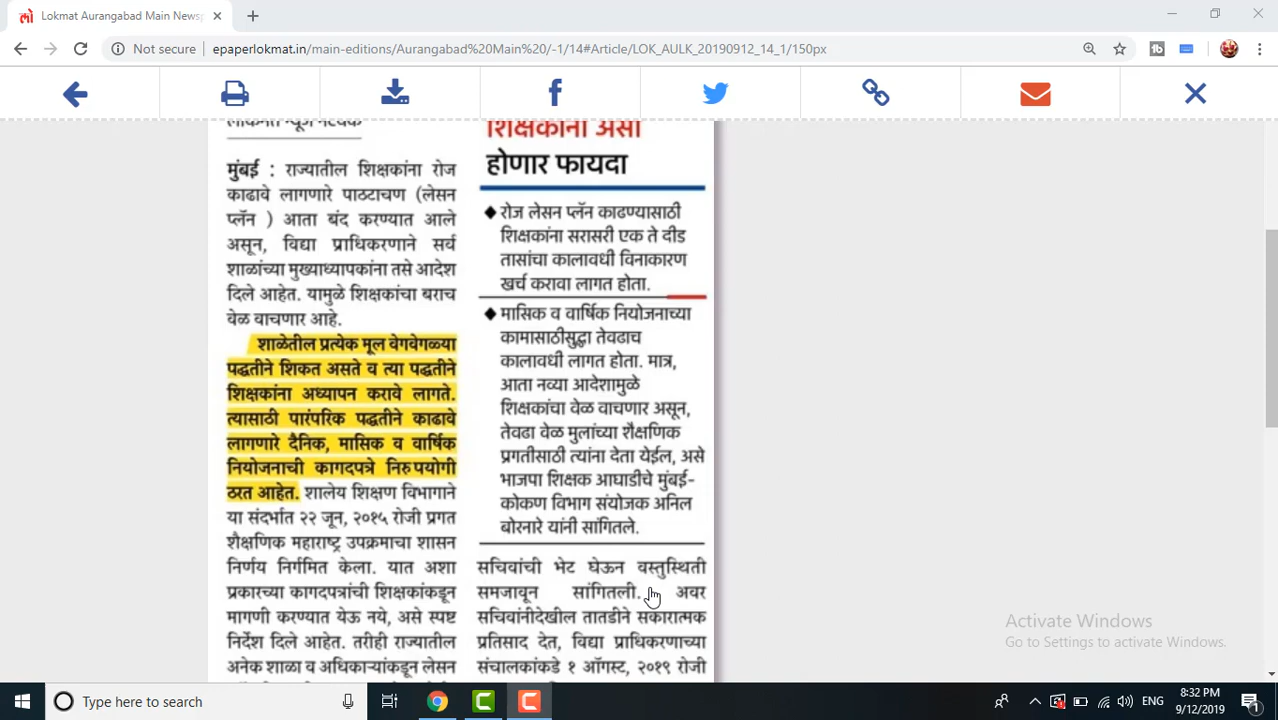 Lokmat Aurangabad Main Newsp
Not secure
epaperlokmat.in/main-editions/Aurangabad%20Main%20/-1/14#Article/LOK_AULK_20190912_14_1/150px
लोकमत न्यूज नेटवर्क
मुंबई : राज्यातील शिक्षकांना रोज
काढावे लागणारे पाठटाचण (लेसन
प्लॅन ) आता बंद करण्यात आले
असून, विद्या प्राधिकरणाने सर्व
शाळांच्या मुख्याध्यापकांना तसे आदेश
दिले आहेत. यामुळे शिक्षकांचा बराच
वेळ वाचणार आहे.
शाळेतील प्रत्येक मूल वेगवेगळ्या
पद्धतीने शिकत असते व त्या पद्धतीने
शिक्षकांना अध्यापन करावे लागते.
त्यासाठी पारंपरिक पद्धतीने काढावे
लागणारे दैनिक, मासिक व वार्षिक
नियोजनाची कागदपत्रे निरुपयोगी
ठरत आहेत. शालेय शिक्षण विभागाने
या संदर्भात २२ जून, २०१५ रोजी प्रगत
शैक्षणिक महाराष्ट्र उपक्रमाचा शासन
निर्णय निर्गमित केला. यात अशा
प्रकारच्या कागदपत्रांची शिक्षकांकडून
मागणी करण्यात येऊ नये, असे स्पष्ट
निर्देश दिले आहेत. तरीही राज्यातील
अनेक शाळा व अधिकाऱ्यांकडून लेसन
शिक्षकांना असा
होणार फायदा
◆ रोज लेसन प्लॅन काढण्यासाठी
शिक्षकांना सरासरी एक ते दीड
तासांचा कालावधी विनाकारण
खर्च करावा लागत होता.
◆ मासिक व वार्षिक नियोजनाच्या
कामासाठीसुद्धा तेवढाच
कालावधी लागत होता. मात्र,
आता नव्या आदेशामुळे
शिक्षकांचा वेळ वाचणार असून,
तेवढा वेळ मुलांच्या शैक्षणिक
प्रगतीसाठी त्यांना देता येईल, असे
भाजपा शिक्षक आघाडीचे मुंबई-
कोकण विभाग संयोजक अनिल
बोरनारे यांनी सांगितले.
सचिवांची भेट घेऊन वस्तुस्थिती
समजावून सांगितली. अवर
सचिवांनीदेखील तातडीने सकारात्मक
प्रतिसाद देत, विद्या प्राधिकरणाच्या
संचालकांकडे १ ऑगस्ट, २०१९ रोजी
Activate Windows
Go to Settings to activate Windows.
Type here to search
ENG
8:32 PM
9/12/2019